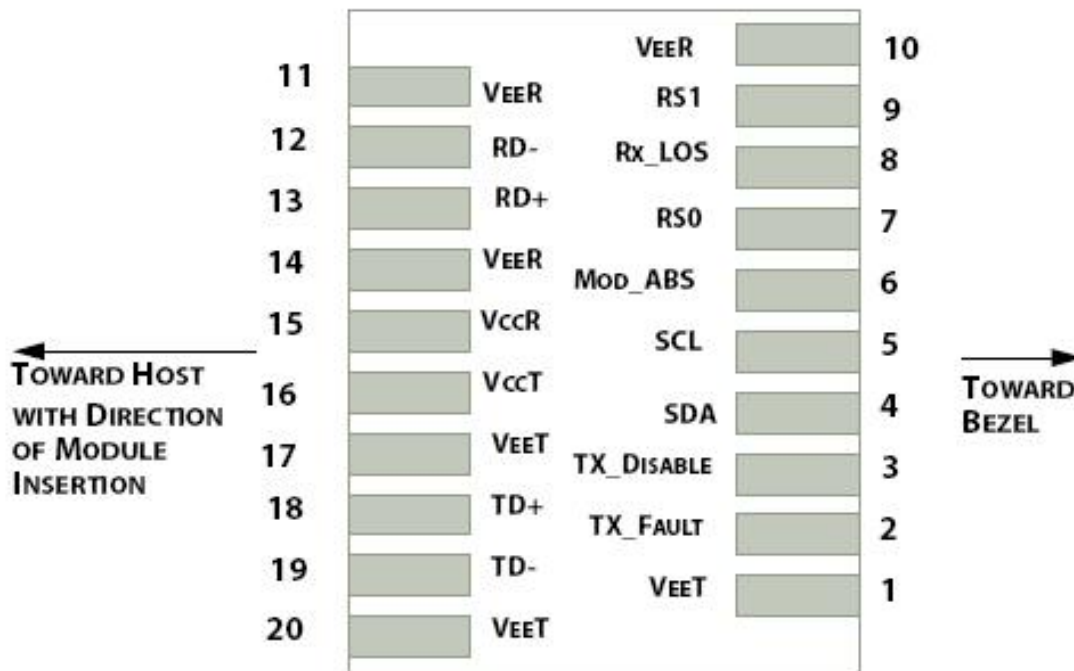 11 VEER
12 RD-
13 RD+
14 VEER
15 VCCR
16 VCCT
17 VEET
18 TD+
19 TD-
20 VEET
VEER 10
RS1 9
RX_LOS 8
RS0 7
MOD_ABS 6
SCL 5
SDA 4
TX_DISABLE 3
TX_FAULT 2
VEET 1
TOWARD HOST
WITH DIRECTION
OF MODULE
INSERTION
TOWARD
BEZEL